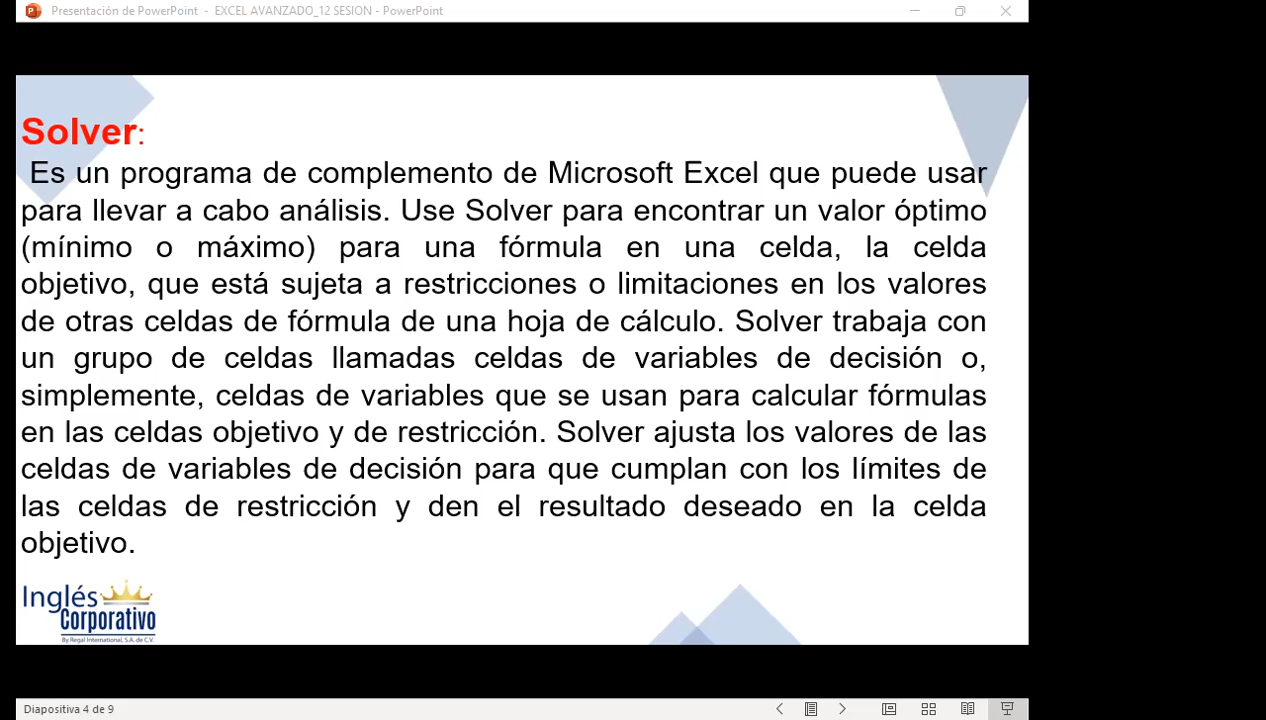 Presentación de PowerPoint - EXCEL AVANZADO_12 SESION - PowerPoint
Solver:
Es un programa de complemento de Microsoft Excel que puede usar
para llevar a cabo análisis. Use Solver para encontrar un valor óptimo
(mínimo o máximo) para una fórmula en una celda, la celda
objetivo, que está sujeta a restricciones o limitaciones en los valores
de otras celdas de fórmula de una hoja de cálculo. Solver trabaja con
un grupo de celdas llamadas celdas de variables de decisión o,
simplemente, celdas de variables que se usan para calcular fórmulas
en las celdas objetivo y de restricción. Solver ajusta los valores de las
celdas de variables de decisión para que cumplan con los límites de
las celdas de restricción y den el resultado deseado en la celda
objetivo.
Inglés
Corporativo
By Regal International, S.A. de C.V.
Diapositiva 4 de 9